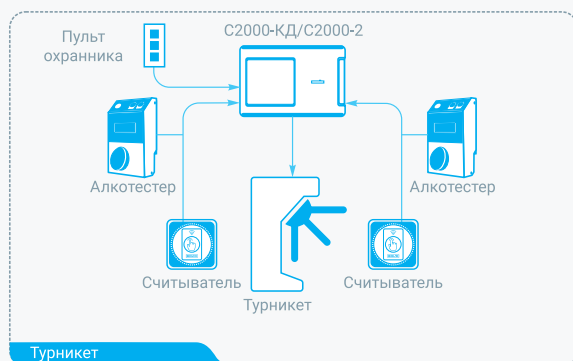 Пульт
охранника
С2000-КД/С2000-2
Алкотестер
Алкотестер
Считыватель
Считыватель
Турникет
Турникет